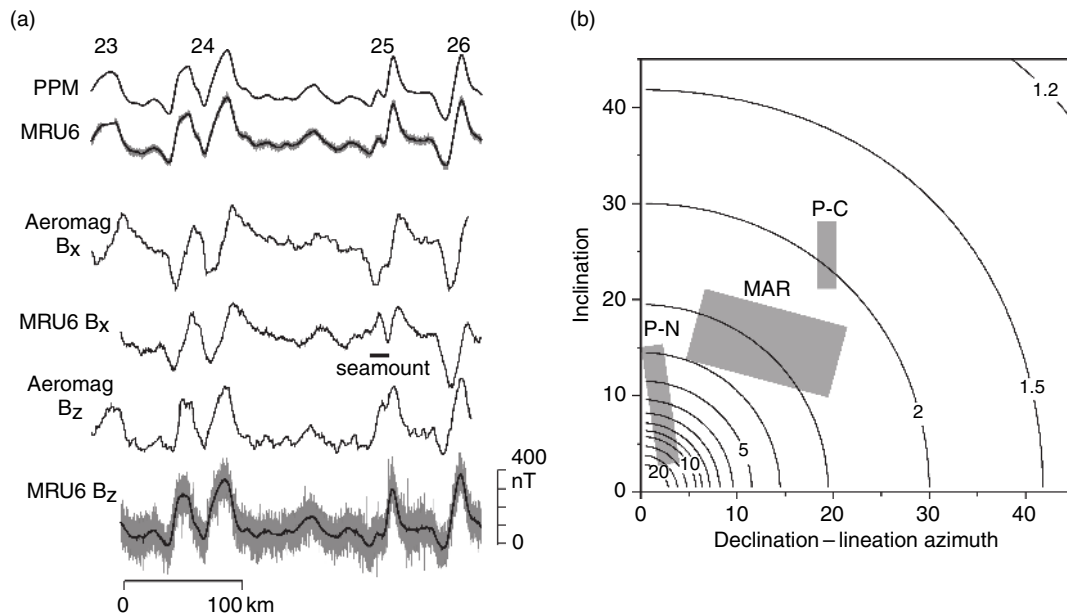 (a)
23 24 25 26
PPM
MRU6
Aeromag
Bx
MRU6 Bx
seamount
Aeromag
Bz
MRU6 Bz
400
nT
0
0 100 km
(b)
40
30
20
10
0
Inclination
1.2
P-C
MAR
P-N
1.5
2
5
10
20
0 10 20 30 40
Declination – lineation azimuth